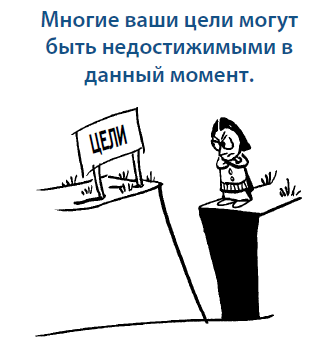 Многие ваши цели могут
быть недостижимыми в
данный момент.
ЦЕЛИ